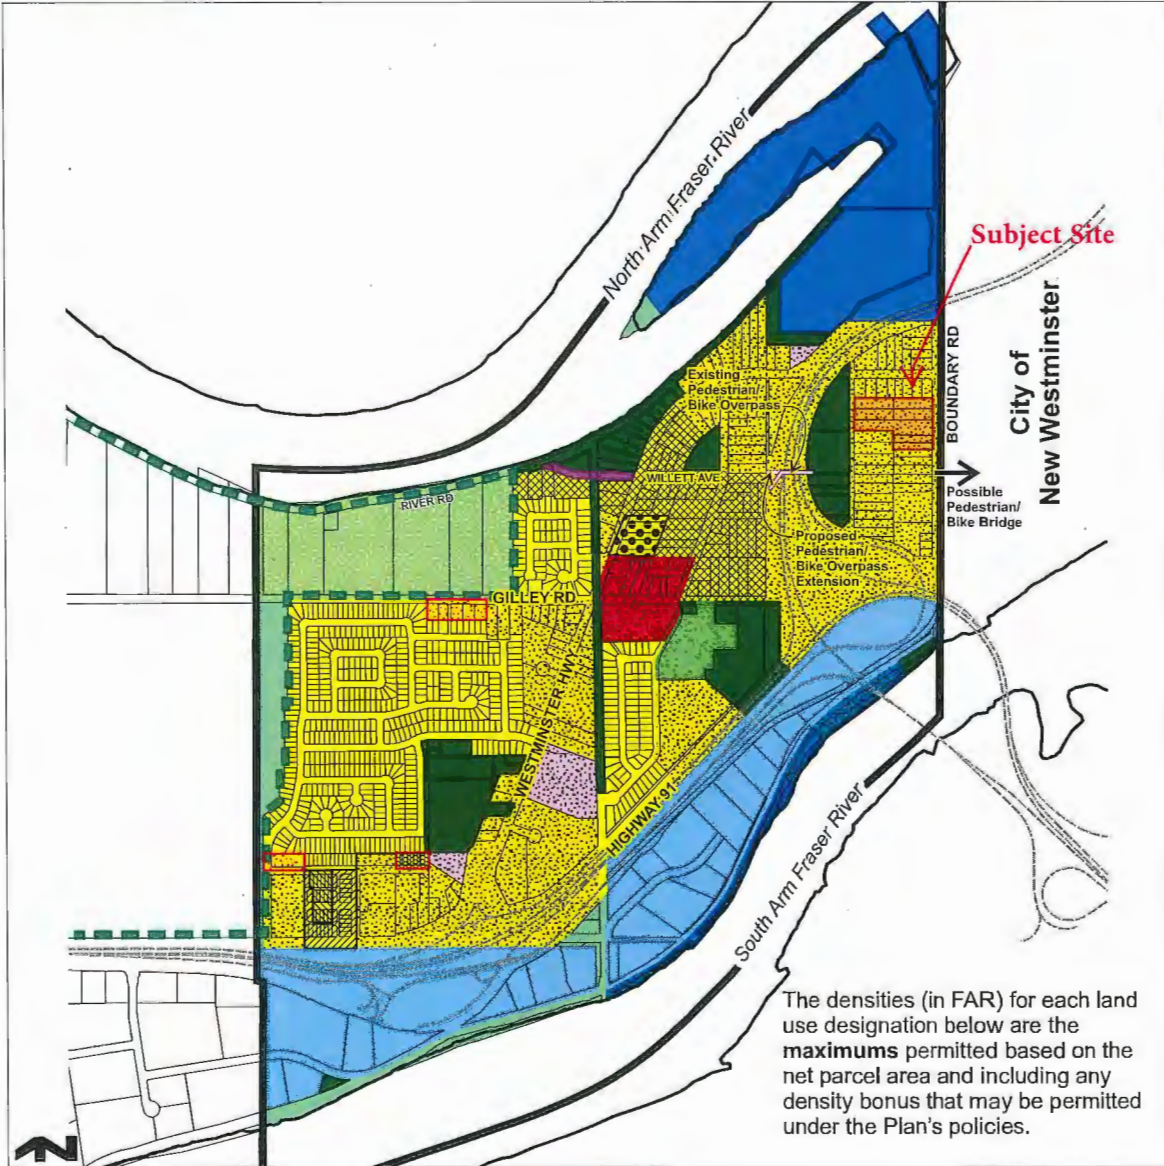 North Arm Fraser River
Subject Site
City of
New Westminster
BOUNDARY RD
Existing
Pedestrian/
Bike Overpass
WILLETT AVE
RIVER RD
Possible
Pedestrian/
Bike Bridge
Proposed
Pedestrian/
Bike Overpass
Extension
GILLEY RD
WESTMINSTER HWY
HIGHWAY 91
South Arm Fraser River
The densities (in FAR) for each land
use designation below are the
maximums permitted based on the
net parcel area and including any
density bonus that may be permitted
under the Plan's policies.
N